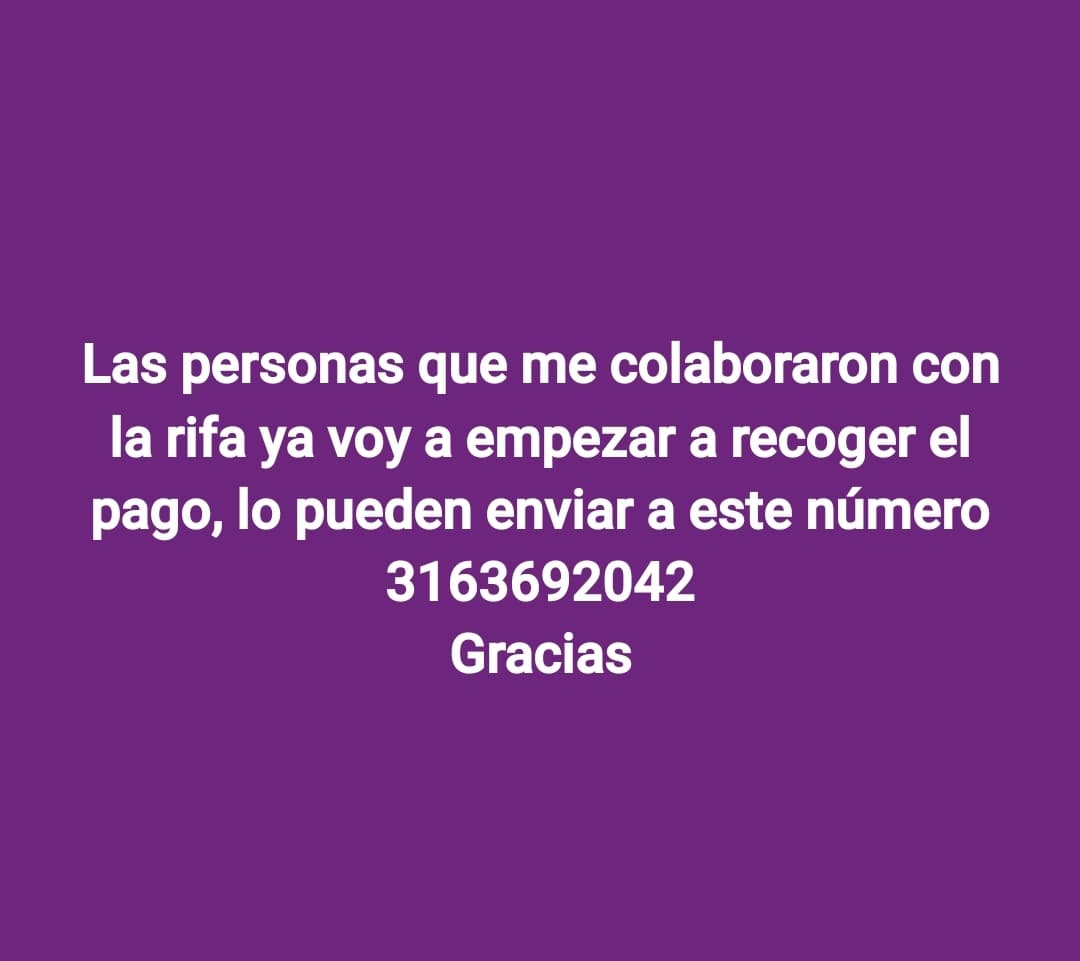 Las personas que me colaboraron con
la rifa ya voy a empezar a recoger el
pago, lo pueden enviar a este número
3163692042
Gracias